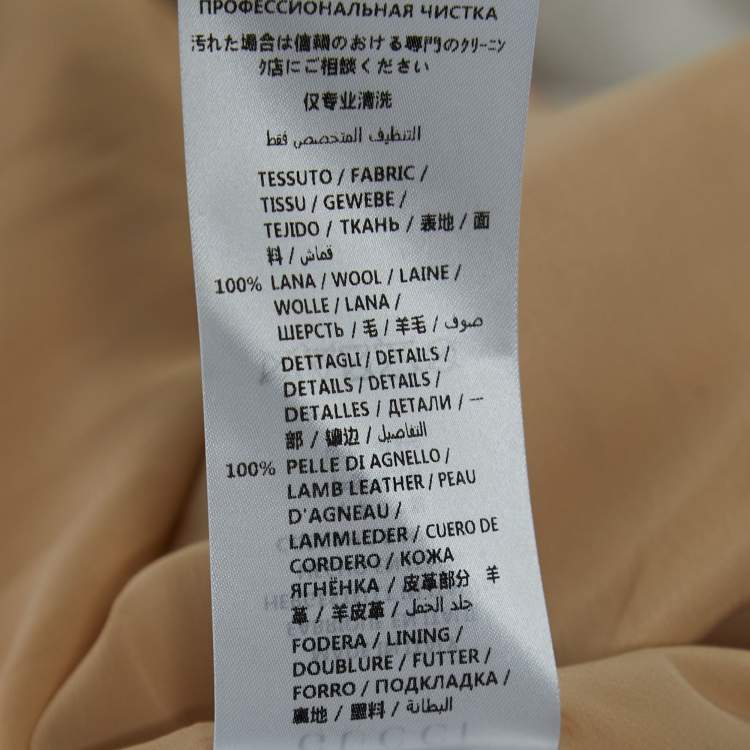 ПРОФЕССИОНАЛЬНАЯ ЧИСТКА
汚れた場合は信頼のおける専門のクリーニン
ク店にご相談ください
仅专业清洗
التنظيف المتخصص فقط
TESSUTO / FABRIC /
TISSU / GEWEBE /
TEJIDO / ТКАНЬ / 表地 / 面
料 / قماش
100% LANA / WOOL / LAINE /
WOLLE / LANA /
ШЕРСТЬ / 毛 / 羊毛 / صوف
DETTAGLI / DETAILS /
DETAILS / DETAILS /
DETALLES / ДЕТАЛИ / 一
部 / 镶边 / التفاصيل
100% PELLE DI AGNELLO /
LAMB LEATHER / PEAU
D'AGNEAU /
LAMMLEDER / CUERO DE
CORDERO / КОЖА
ЯГНЁНКА / 皮革部分 羊
革 / 羊皮革 / جلد الحمل
FODERA / LINING /
DOUBLURE / FUTTER /
FORRO / ПОДКЛАДКА /
裏地 / 里料 / البطانة